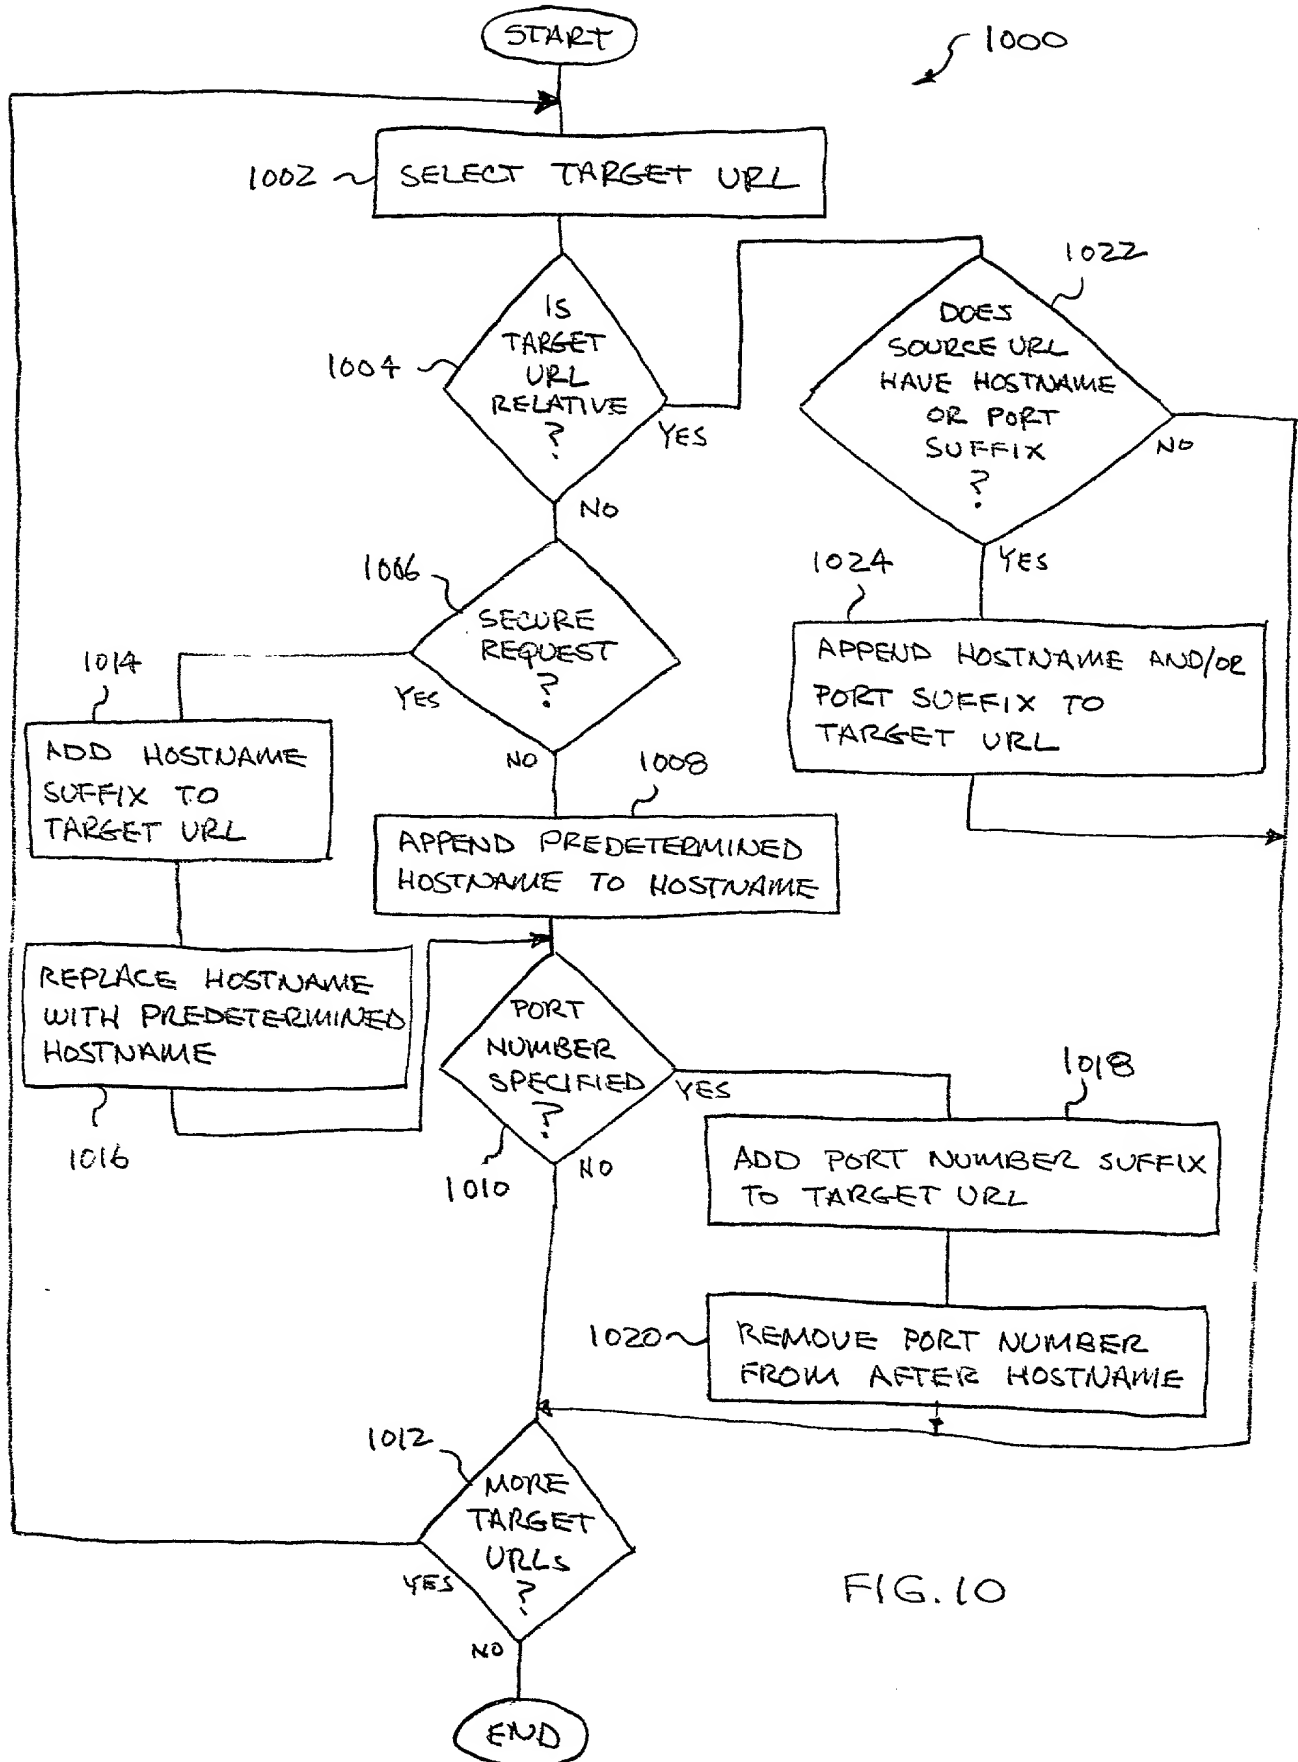 START
1000
1002
SELECT TARGET URL
1004
IS
TARGET
URL
RELATIVE
?
YES
NO
1022
DOES
SOURCE URL
HAVE HOSTNAME
OR PORT
SUFFIX
?
NO
YES
1024
APPEND HOSTNAME AND/OR
PORT SUFFIX TO
TARGET URL
1006
SECURE
REQUEST
?
YES
NO
1014
ADD HOSTNAME
SUFFIX TO
TARGET URL
1008
APPEND PREDETERMINED
HOSTNAME TO HOSTNAME
REPLACE HOSTNAME
WITH PREDETERMINED
HOSTNAME
1016
PORT
NUMBER
SPECIFIED
?
YES
1010
NO
1018
ADD PORT NUMBER SUFFIX
TO TARGET URL
1020
REMOVE PORT NUMBER
FROM AFTER HOSTNAME
1012
MORE
TARGET
URLs
?
YES
NO
END
FIG. 10